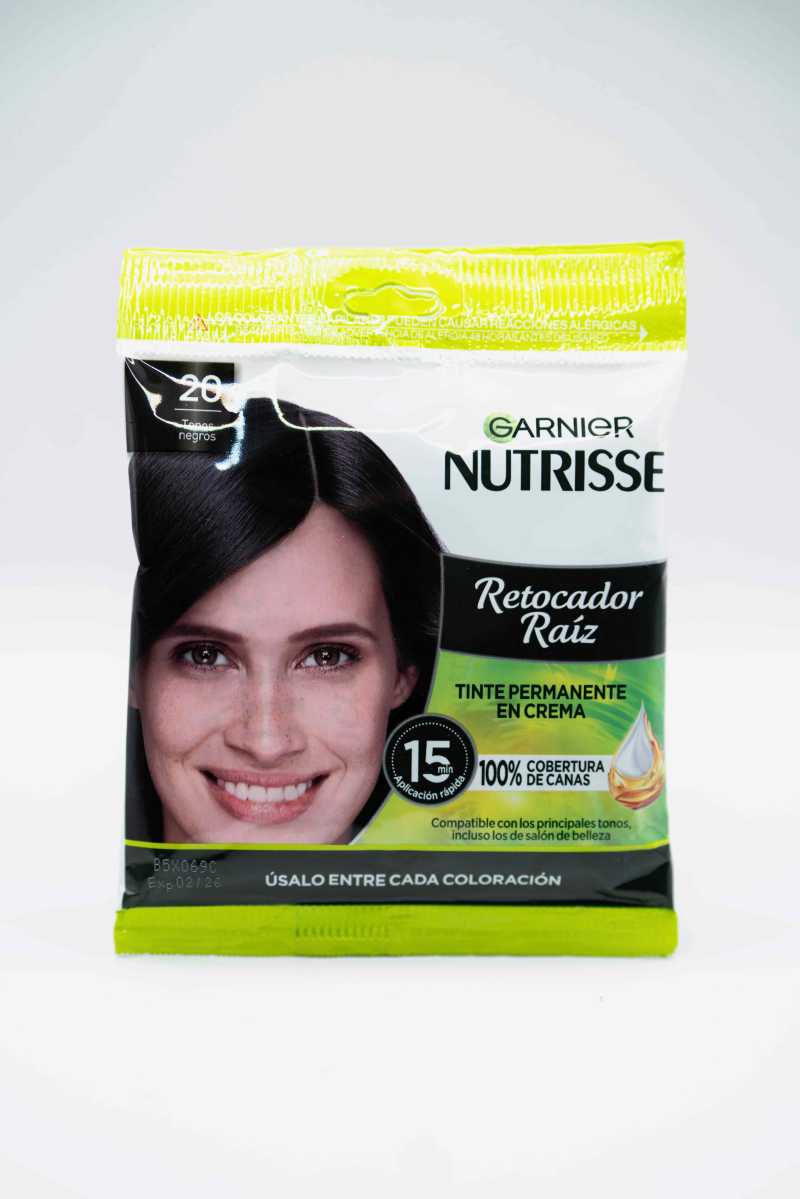 PUEDEN CAUSAR REACCIONES ALÉRGICAS
20
Tonos
negros
GARNIER
NUTRISSE
Retocador
Raíz
TINTE PERMANENTE
EN CREMA
15
min
Aplicación rápida
100% COBERTURA
DE CANAS
Compatible con los principales tonos,
incluso los de salón de belleza
B5X069C
Exp 02/26
ÚSALO ENTRE CADA COLORACIÓN